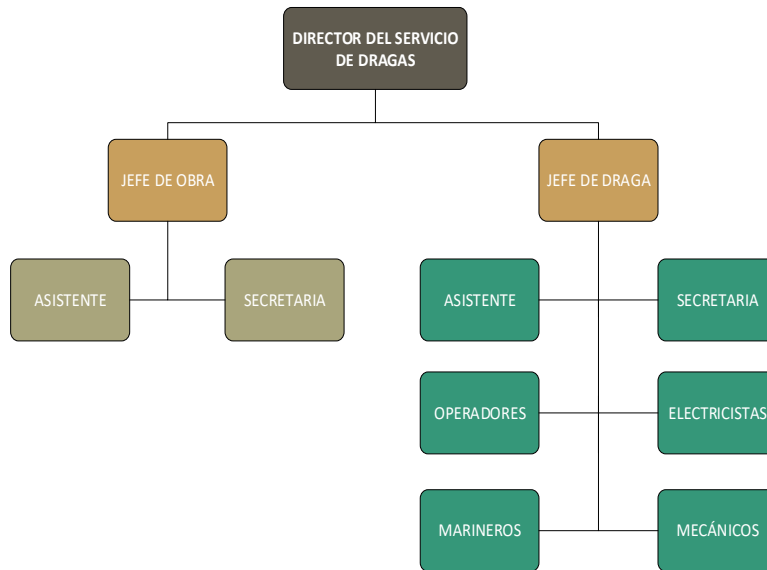 DIRECTOR DEL SERVICIO
DE DRAGAS
JEFE DE OBRA
JEFE DE DRAGA
ASISTENTE
SECRETARIA
ASISTENTE
SECRETARIA
OPERADORES
ELECTRICISTAS
MARINEROS
MECÁNICOS